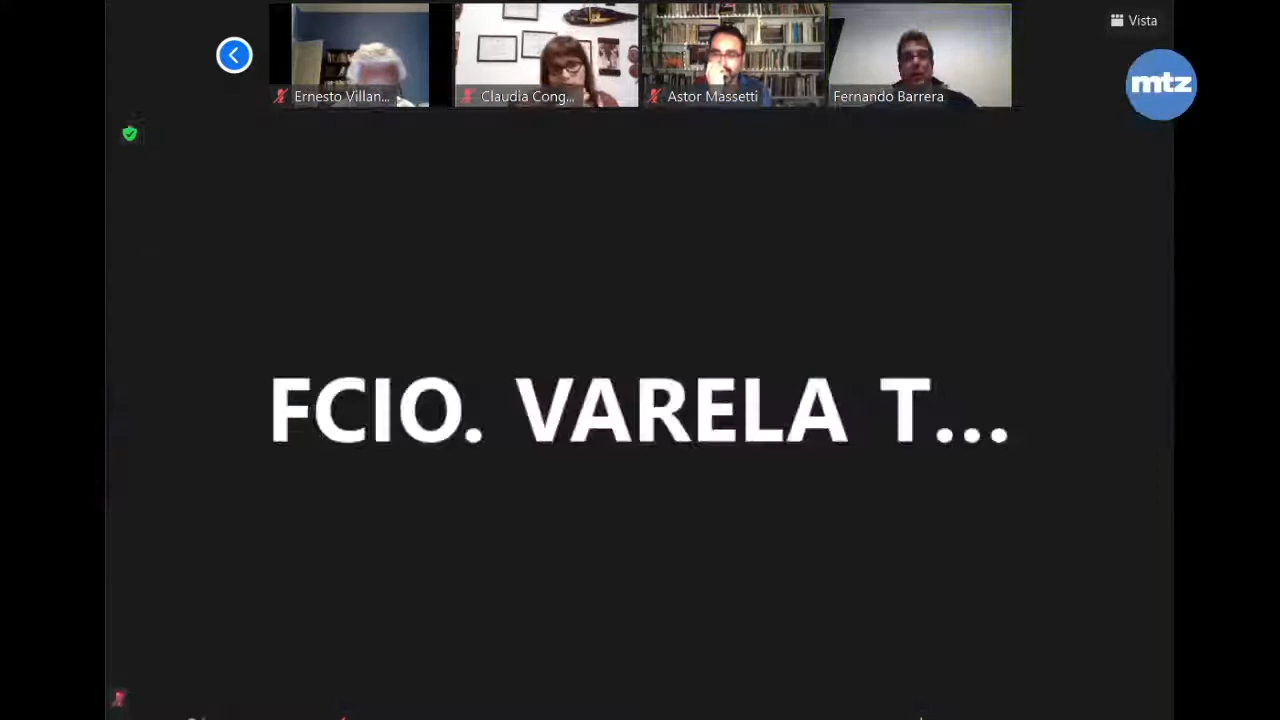 Vista
mtz
Ernesto Villan...
Claudia Cong...
Astor Massetti
Fernando Barrera
FCIO. VARELA T...